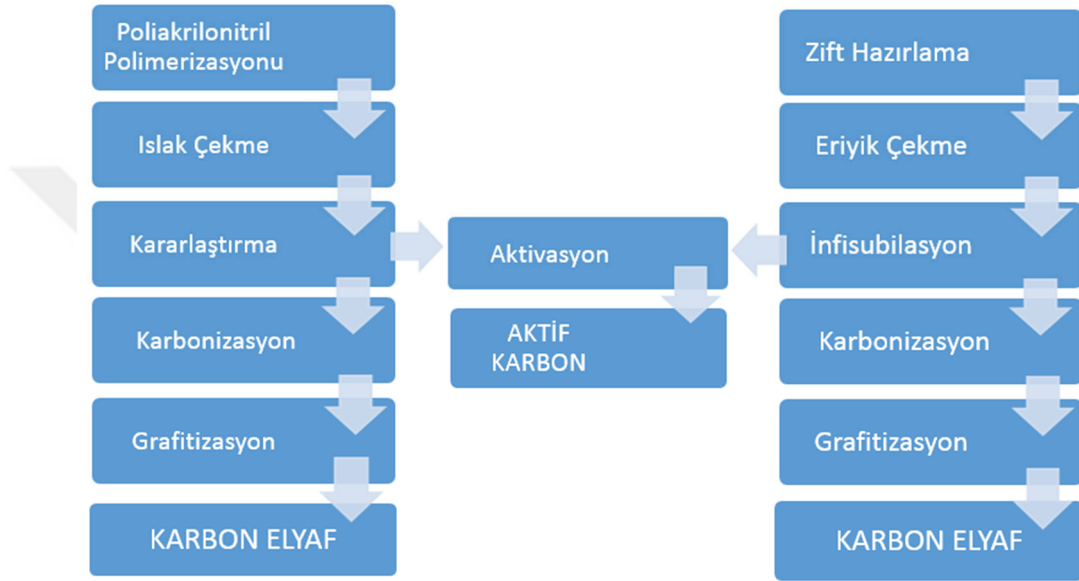 Poliakrilonitril
Polimerizasyonu
Islak Çekme
Kararlaştırma
Karbonizasyon
Grafitizasyon
KARBON ELYAF
Aktivasyon
AKTİF
KARBON
Zift Hazırlama
Eriyik Çekme
İnfisubilasyon
Karbonizasyon
Grafitizasyon
KARBON ELYAF